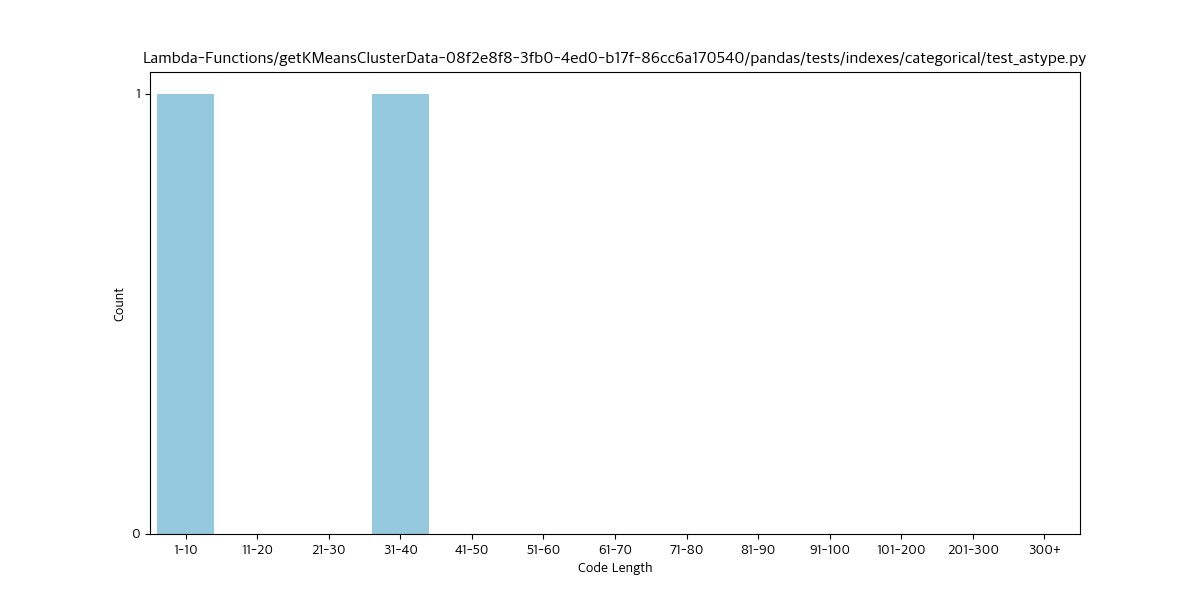 Lambda-Functions/getKMeansClusterData-08f2e8f8-3fb0-4ed0-b17f-86cc6a170540/pandas/tests/indexes/categorical/test_astype.py
1
Count
0
1-10 11-20 21-30 31-40 41-50 51-60 61-70 71-80 81-90 91-100 101-200 201-300 300+
Code Length